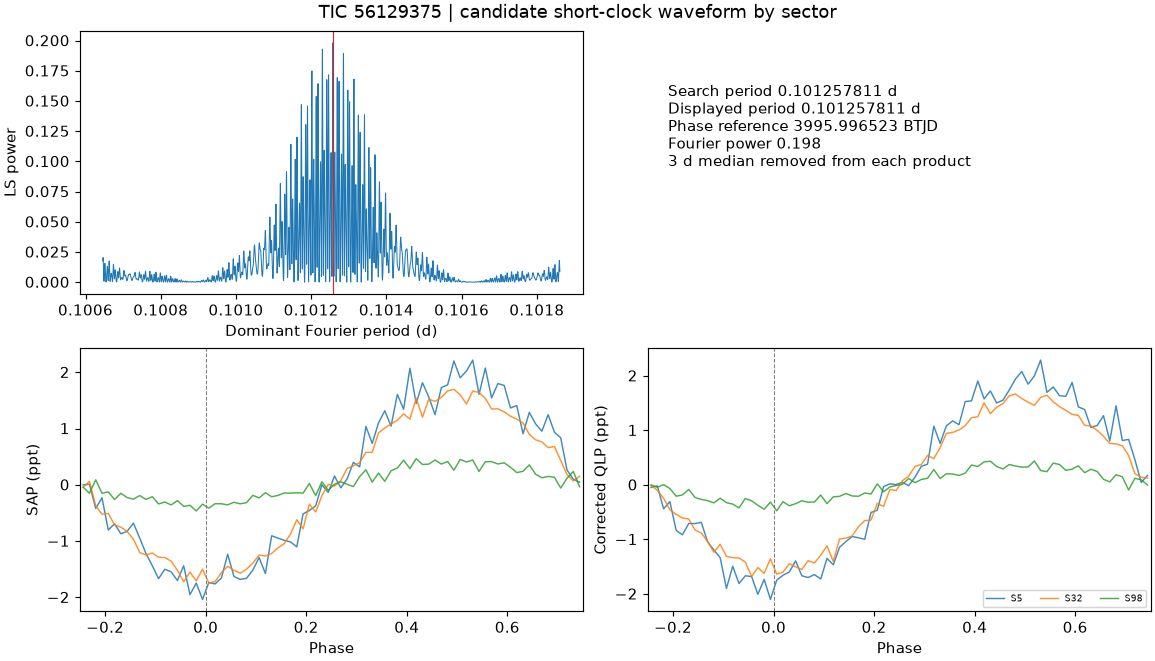 TIC 56129375 | candidate short-clock waveform by sector
0.200
0.175
0.150
0.125
0.100
0.075
0.050
0.025
0.000
LS power
0.1006 0.1008 0.1010 0.1012 0.1014 0.1016 0.1018
Dominant Fourier period (d)
Search period 0.101257811 d
Displayed period 0.101257811 d
Phase reference 3995.996523 BTJD
Fourier power 0.198
3 d median removed from each product
2
1
0
−1
−2
SAP (ppt)
−0.2 0.0 0.2 0.4 0.6
Phase
2
1
0
−1
−2
Corrected QLP (ppt)
S5 S32 S98
−0.2 0.0 0.2 0.4 0.6
Phase